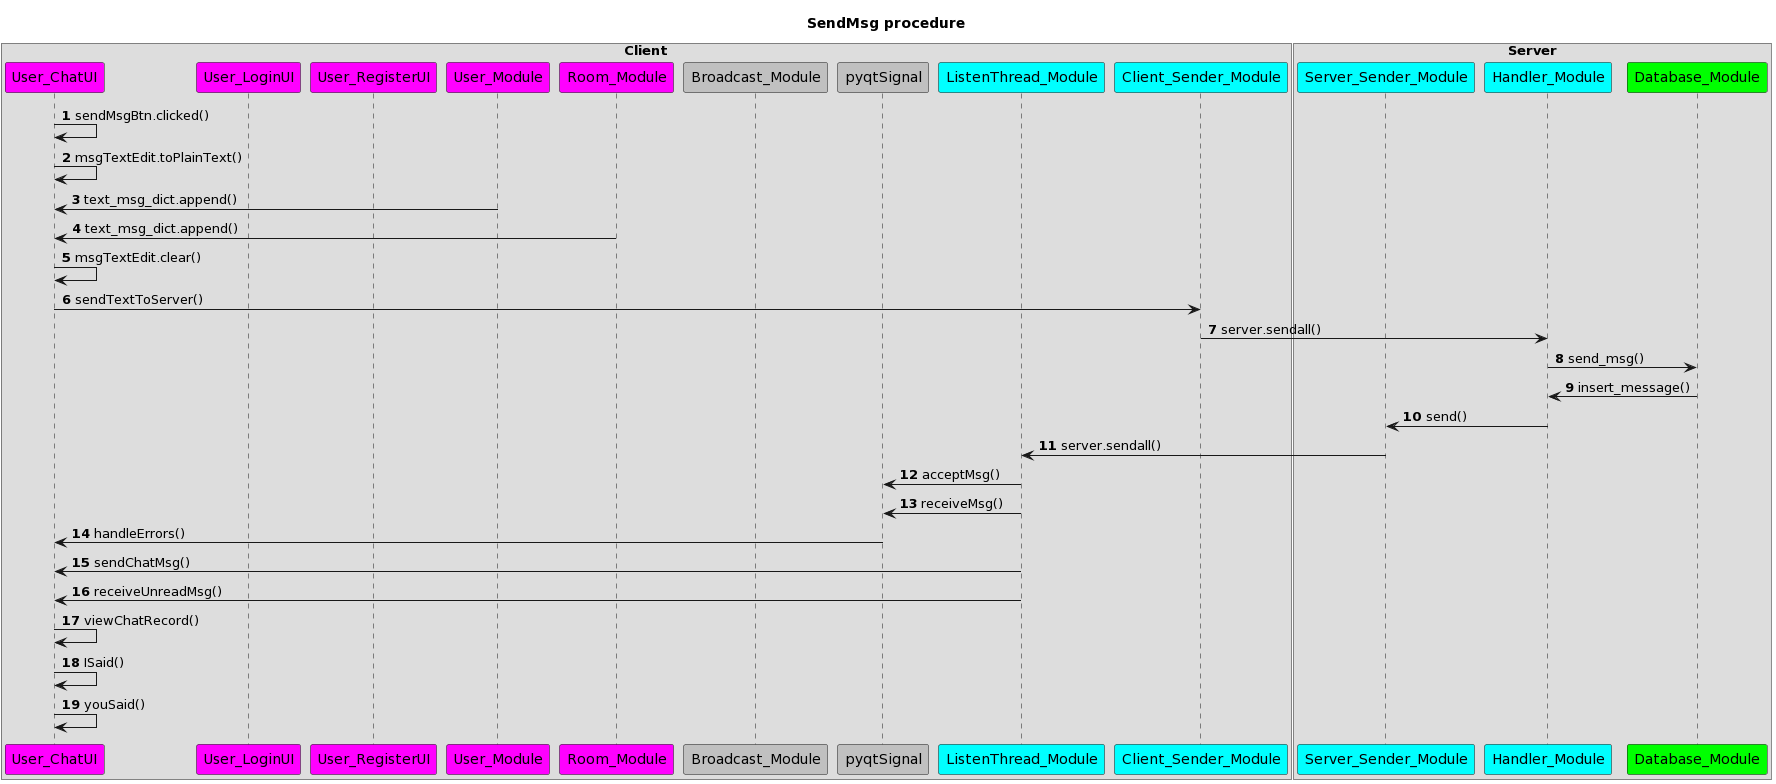 SendMsg procedure
Client
Server
User_ChatUI
User_LoginUI
User_RegisterUI
User_Module
Room_Module
Broadcast_Module
pyqtSignal
ListenThread_Module
Client_Sender_Module
Server_Sender_Module
Handler_Module
Database_Module
1 sendMsgBtn.clicked()
2 msgTextEdit.toPlainText()
3 text_msg_dict.append()
4 text_msg_dict.append()
5 msgTextEdit.clear()
6 sendTextToServer()
7 server.sendall()
8 send_msg()
9 insert_message()
10 send()
11 server.sendall()
12 acceptMsg()
13 receiveMsg()
14 handleErrors()
15 sendChatMsg()
16 receiveUnreadMsg()
17 viewChatRecord()
18 ISaid()
19 youSaid()
User_ChatUI
User_LoginUI
User_RegisterUI
User_Module
Room_Module
Broadcast_Module
pyqtSignal
ListenThread_Module
Client_Sender_Module
Server_Sender_Module
Handler_Module
Database_Module